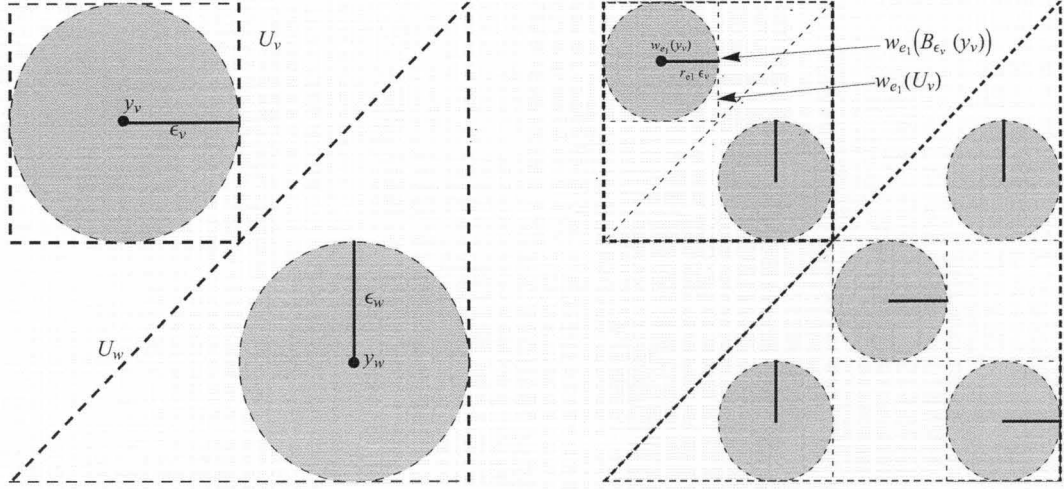 U_v
y_v
ϵ_v
U_w
ϵ_w
y_w
w_{e_1}(y_v)
r_{e1} ϵ_v
w_{e_1}(B_{ϵ_v}(y_v))
w_{e_1}(U_v)